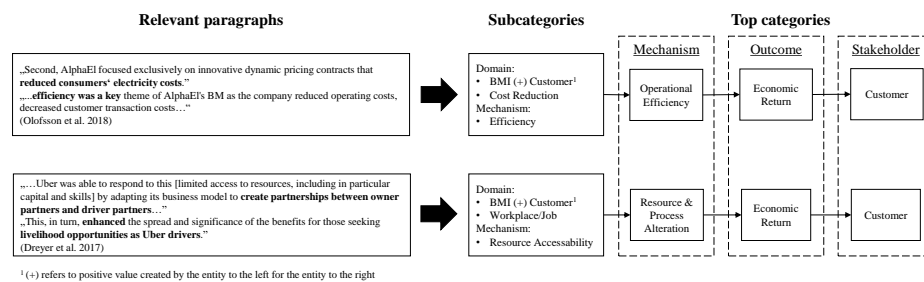 Relevant paragraphs
Subcategories
Top categories
Mechanism
Outcome
Stakeholder
„Second, AlphaEl focused exclusively on innovative dynamic pricing contracts that
reduced consumers‘ electricity costs.”
„...efficiency was a key theme of AlphaEl's BM as the company reduced operating costs,
decreased customer transaction costs…“
(Olofsson et al. 2018)
Domain:
• BMI (+) Customer¹
• Cost Reduction
Mechanism:
• Efficiency
Operational
Efficiency
Economic
Return
Customer
„…Uber was able to respond to this [limited access to resources, including in particular
capital and skills] by adapting its business model to create partnerships between owner
partners and driver partners…”
„This, in turn, enhanced the spread and significance of the benefits for those seeking
livelihood opportunities as Uber drivers.”
(Dreyer et al. 2017)
Domain:
• BMI (+) Customer¹
• Workplace/Job
Mechanism:
• Resource Accessability
Resource &
Process
Alteration
Economic
Return
Customer
¹ (+) refers to positive value created by the entity to the left for the entity to the right